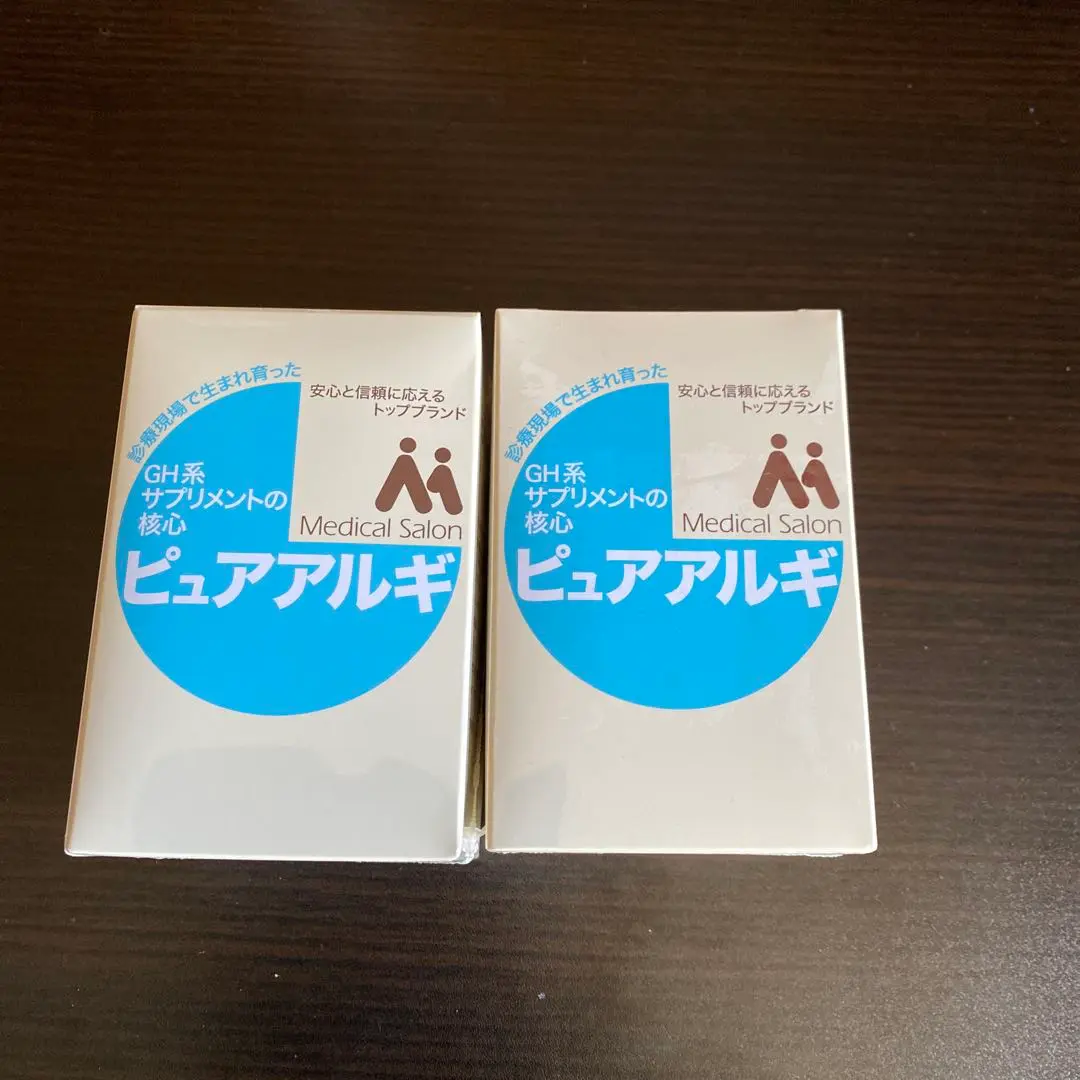 診療現場で生まれ育った
安心と信頼に応える
トップブランド
GH系
サプリメントの
核心
Medical Salon
ピュアアルギ
診療現場で生まれ育った
安心と信頼に応える
トップブランド
GH系
サプリメントの
核心
Medical Salon
ピュアアルギ